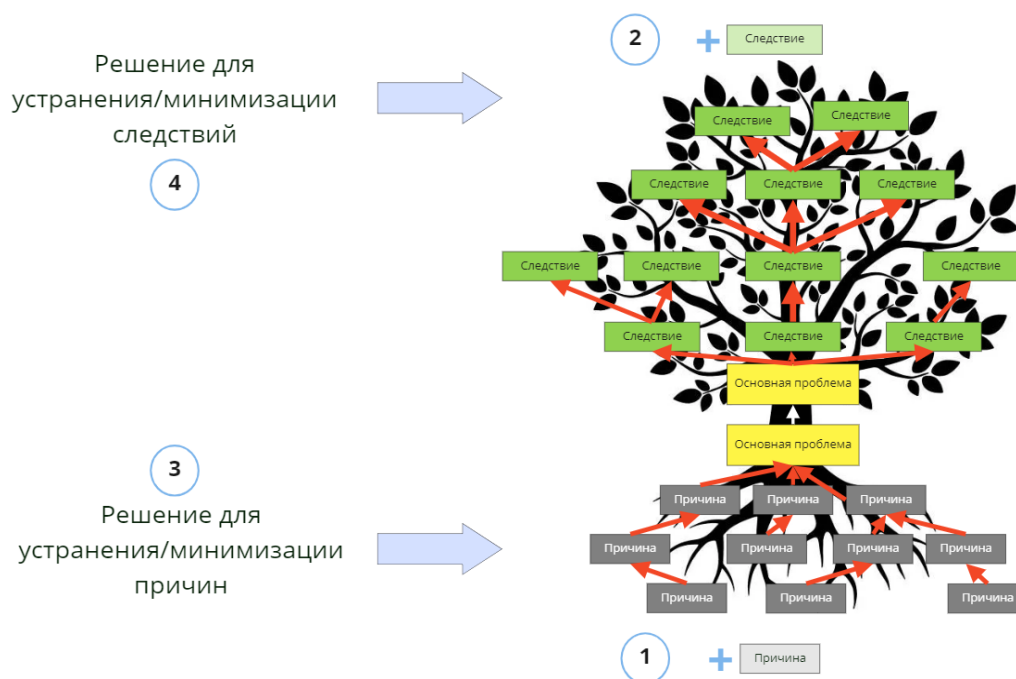 2
+
Следствие
Решение для
устранения/минимизации
следствий
4
Следствие
Следствие
Следствие
Следствие
Следствие
Следствие
Следствие
Следствие
Следствие
Следствие
Следствие
Следствие
Основная проблема
Основная проблема
3
Решение для
устранения/минимизации
причин
Причина
Причина
Причина
Причина
Причина
Причина
Причина
Причина
Причина
Причина
1
+
Причина